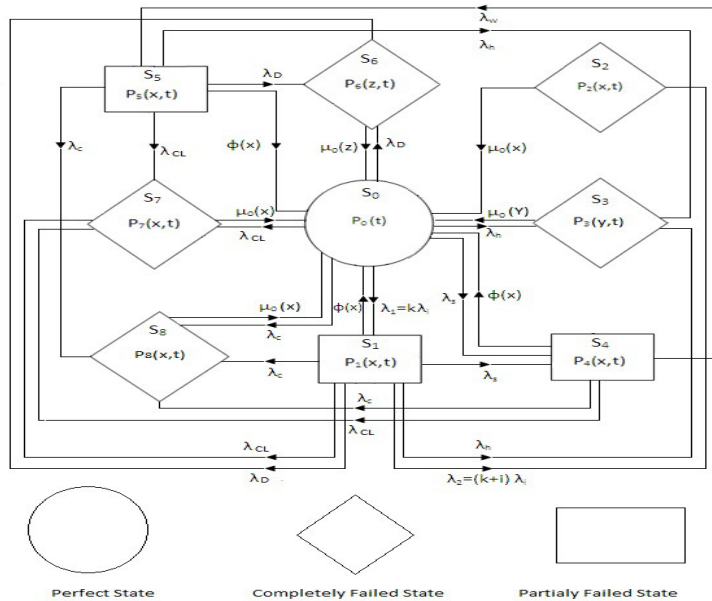 λw
λh
S5
P5(x,t)
λD
S6
P6(z,t)
S2
P2(x,t)
λc
λCL
ϕ(x)
μ0(z)
λD
μ0(x)
S7
P7(x,t)
μ0(x)
λCL
S0
P0(t)
μ0(Y)
λh
S3
P3(y,t)
S8
P8(x,t)
μ0(x)
λc
ϕ(x)
λ1=kλi
λs
ϕ(x)
S1
P1(x,t)
λc
λs
S4
P4(x,t)
λc
λCL
λCL
λD
λh
λ2=(k+i) λi
Perfect State
Completely Failed State
Partialy Failed State